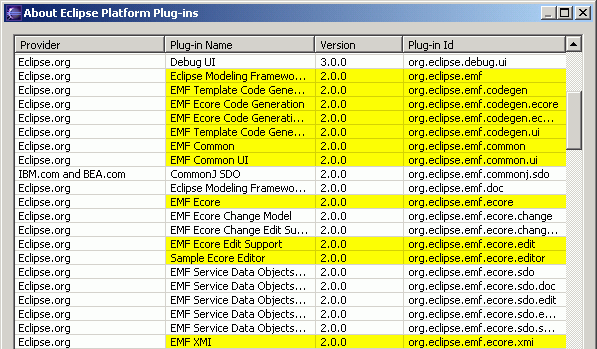 About Eclipse Platform Plug-ins
Provider Plug-in Name Version Plug-in Id
Eclipse.org Debug UI 3.0.0 org.eclipse.debug.ui
Eclipse.org Eclipse Modeling Framewo... 2.0.0 org.eclipse.emf
Eclipse.org EMF Template Code Gene... 2.0.0 org.eclipse.emf.codegen
Eclipse.org EMF Ecore Code Generation 2.0.0 org.eclipse.emf.codegen.ecore
Eclipse.org EMF Ecore Code Generati... 2.0.0 org.eclipse.emf.codegen.ec...
Eclipse.org EMF Template Code Gene... 2.0.0 org.eclipse.emf.codegen.ui
Eclipse.org EMF Common 2.0.0 org.eclipse.emf.common
Eclipse.org EMF Common UI 2.0.0 org.eclipse.emf.common.ui
IBM.com and BEA.com CommonJ SDO 2.0.0 org.eclipse.emf.commonj.sdo
Eclipse.org Eclipse Modeling Framewo... 2.0.0 org.eclipse.emf.doc
Eclipse.org EMF Ecore 2.0.0 org.eclipse.emf.ecore
Eclipse.org EMF Ecore Change Model 2.0.0 org.eclipse.emf.ecore.change
Eclipse.org EMF Ecore Change Edit Su... 2.0.0 org.eclipse.emf.ecore.chang...
Eclipse.org EMF Ecore Edit Support 2.0.0 org.eclipse.emf.ecore.edit
Eclipse.org Sample Ecore Editor 2.0.0 org.eclipse.emf.ecore.editor
Eclipse.org EMF Service Data Objects... 2.0.0 org.eclipse.emf.ecore.sdo
Eclipse.org EMF Service Data Objects... 2.0.0 org.eclipse.emf.ecore.sdo.doc
Eclipse.org EMF Service Data Objects... 2.0.0 org.eclipse.emf.ecore.sdo.edit
Eclipse.org EMF Service Data Objects... 2.0.0 org.eclipse.emf.ecore.sdo.e...
Eclipse.org EMF Service Data Objects... 2.0.0 org.eclipse.emf.ecore.sdo.s...
Eclipse.org EMF XMI 2.0.0 org.eclipse.emf.ecore.xmi